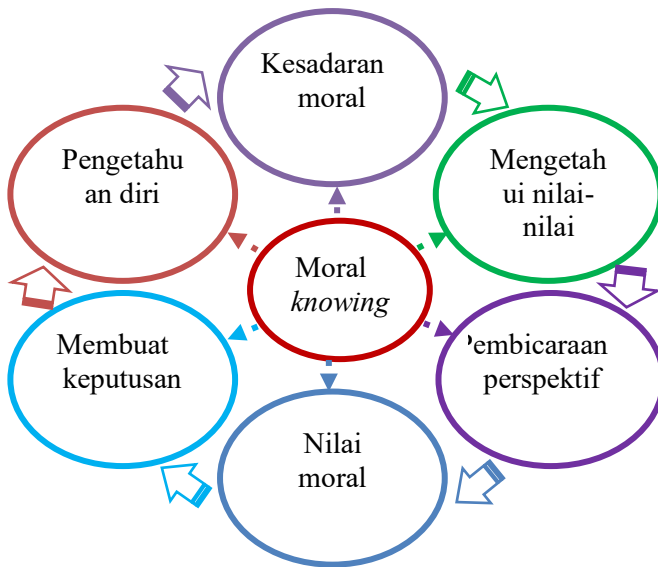 Kesadaran
moral
Mengetah
ui nilai-
nilai
Pembicaraan
perspektif
Nilai
moral
Membuat
keputusan
Pengetahu
an diri
Moral
knowing